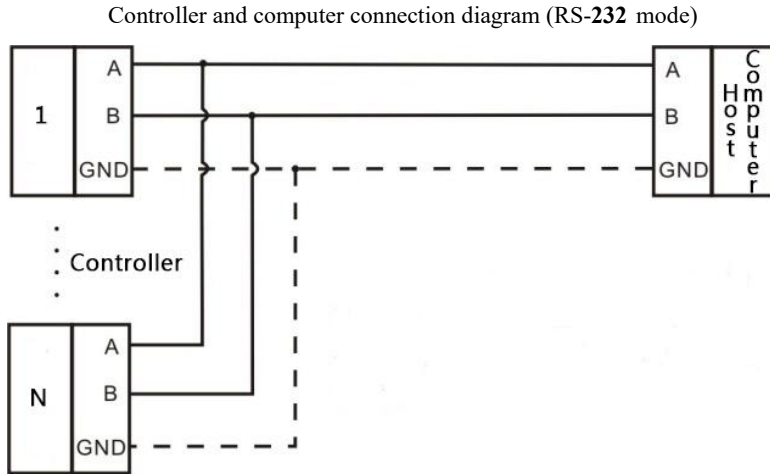 Controller and computer connection diagram (RS-232 mode)
A
B
GND
1
A
B
GND
Host
Computer
Controller
N
A
B
GND